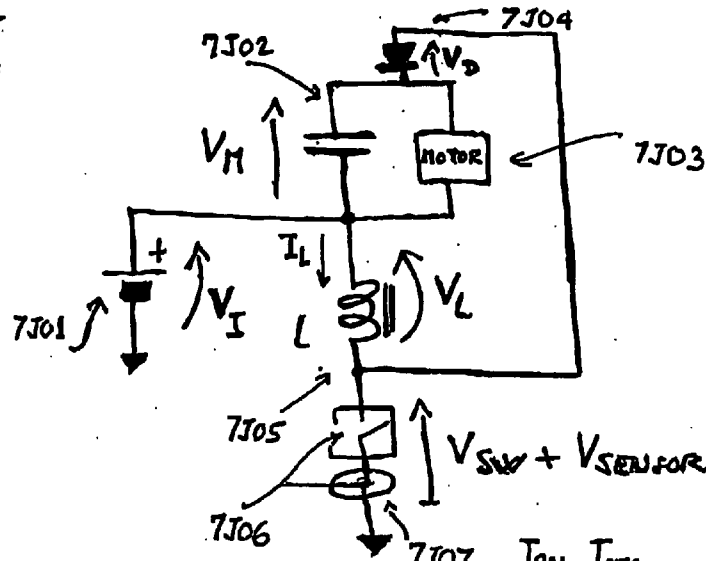 7J04
7J02
V_D
V_M
MOTOR
7J03
I_L
+
V_I
V_L
7J01
L
7J05
V_SW + V_SENSOR
7J06
7J07